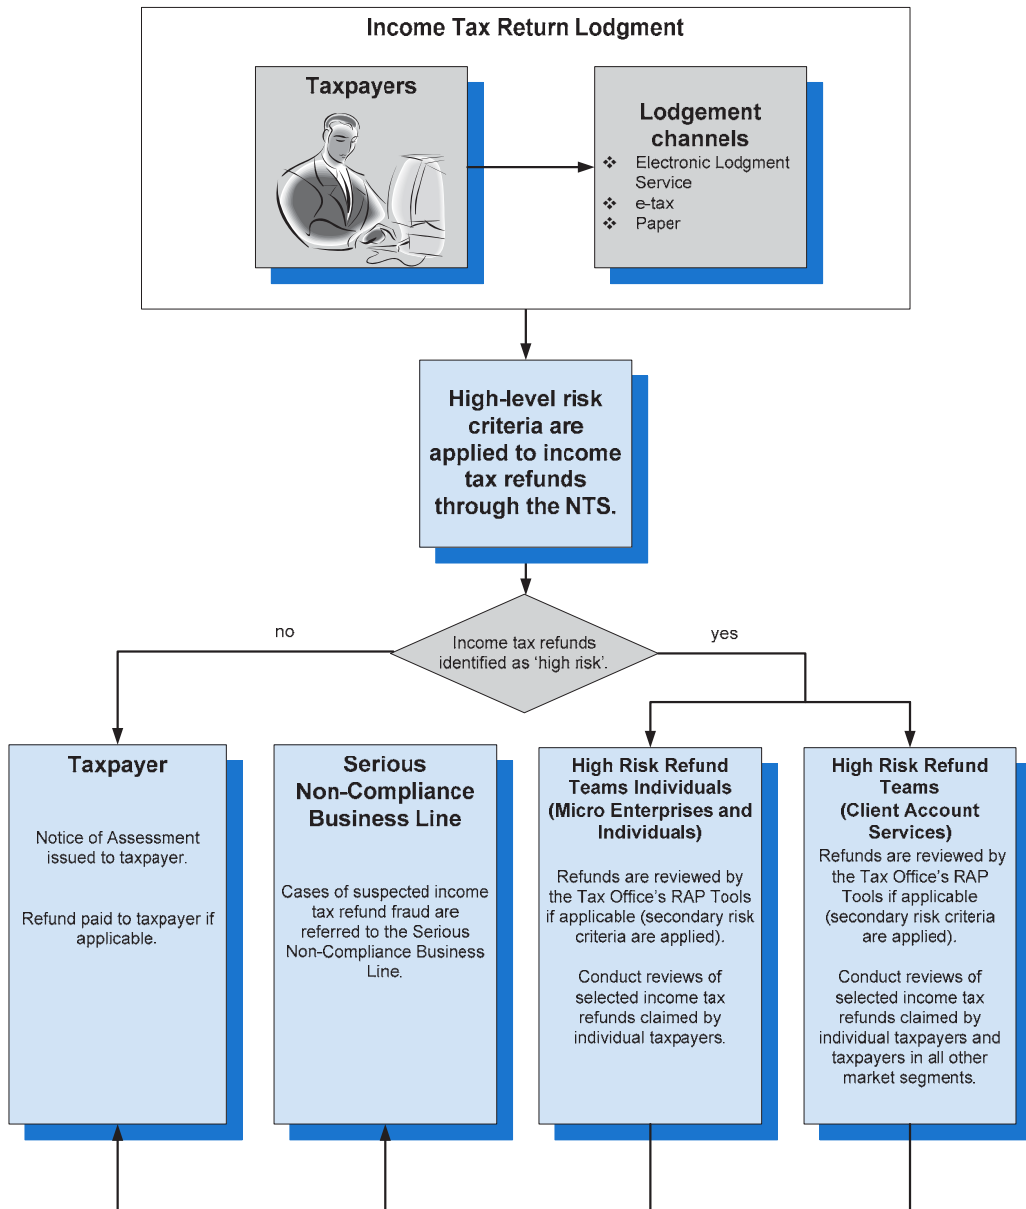 Income Tax Return Lodgment
Taxpayers
Lodgement
channels
❖ Electronic Lodgment
Service
❖ e-tax
❖ Paper
High-level risk
criteria are
applied to income
tax refunds
through the NTS.
no
yes
Income tax refunds
identified as ‘high risk’.
Taxpayer
Notice of Assessment
issued to taxpayer.
Refund paid to taxpayer if
applicable.
Serious
Non-Compliance
Business Line
Cases of suspected income
tax refund fraud are
referred to the Serious
Non-Compliance Business
Line.
High Risk Refund
Teams Individuals
(Micro Enterprises and
Individuals)
Refunds are reviewed by
the Tax Office’s RAP Tools
if applicable (secondary risk
criteria are applied).
Conduct reviews of
selected income tax
refunds claimed by
individual taxpayers.
High Risk Refund
Teams
(Client Account
Services)
Refunds are reviewed by
the Tax Office’s RAP
Tools if applicable
(secondary risk criteria
are applied).
Conduct reviews of
selected income tax
refunds claimed by
individual taxpayers and
taxpayers in all other
market segments.